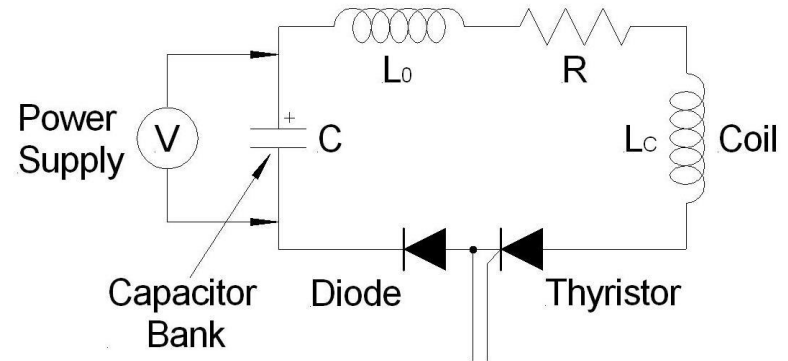 L0
R
Power
Supply
V
+
C
LC
Coil
Diode
Thyristor
Capacitor
Bank